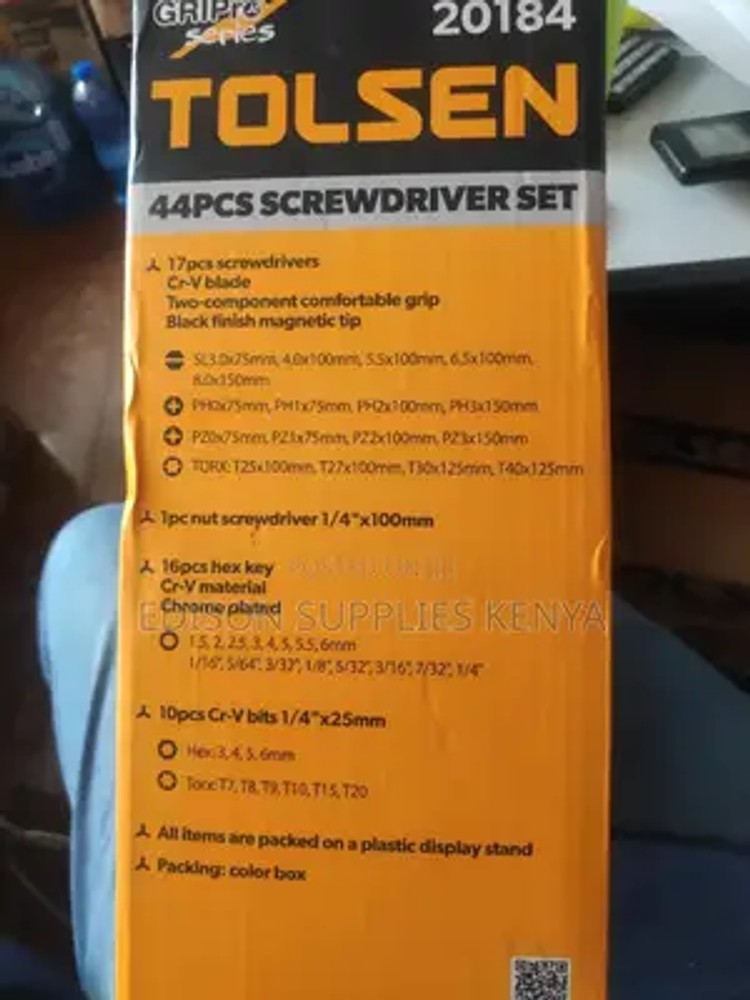 GRIPro
series
20184
TOLSEN
44PCS SCREWDRIVER SET
17pcs screwdrivers
Cr-V blade
Two-component comfortable grip
Black finish magnetic tip
SL3.0x75mm, 4.0x100mm, 5.5x100mm, 6.5x100mm,
8.0x150mm
PH0x75mm, PH1x75mm, PH2x100mm, PH3x150mm
PZ0x75mm, PZ1x75mm, PZ2x100mm, PZ3x150mm
TORX: T25x100mm, T27x100mm, T30x125mm, T40x125mm
1pc nut screwdriver 1/4"x100mm
16pcs hex key
Cr-V material
Chrome plated
POSTED ON
EDISON SUPPLIES KENYA
1.5, 2, 2.5, 3, 4, 5, 5.5, 6mm
1/16", 5/64", 3/32", 1/8", 5/32", 3/16", 7/32", 1/4"
10pcs Cr-V bits 1/4"x25mm
Hex: 3, 4, 5, 6mm
Torx: T7, T8, T9, T10, T15, T20
All items are packed on a plastic display stand
Packing: color box